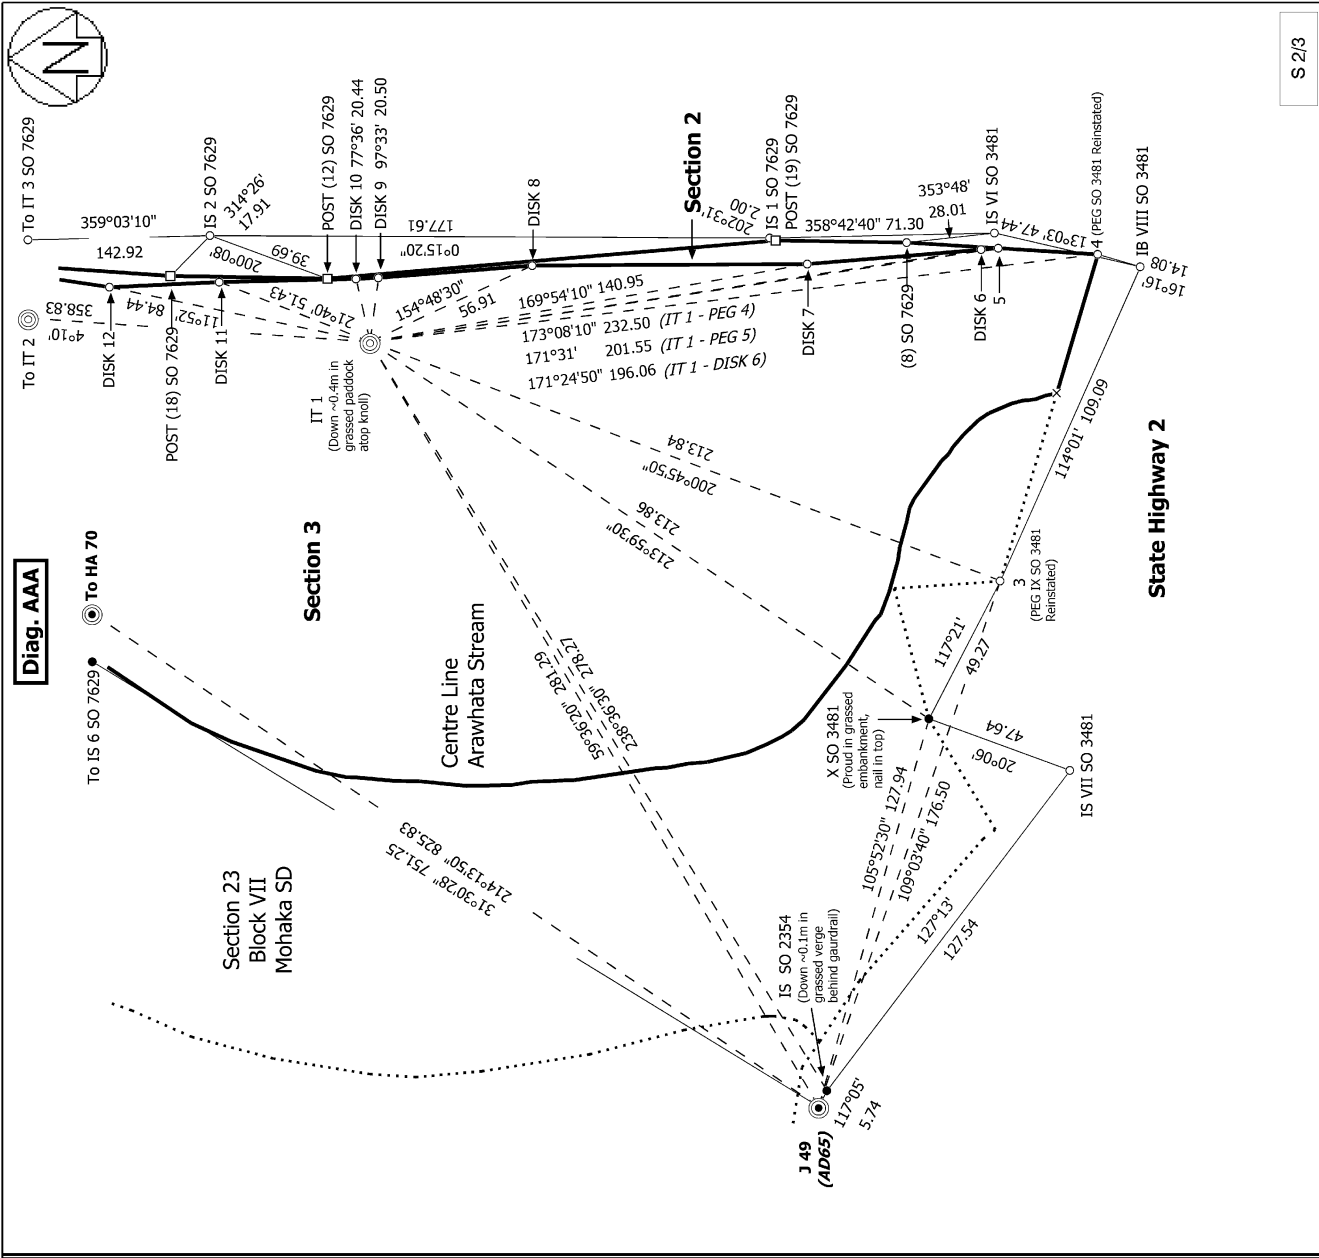 Diag. AAA
N
S 2/3
To IT 3 SO 7629
359°03'10"
142.92
IS 2 SO 7629
314°26'
17.91
POST (12) SO 7629
DISK 10 77°36' 20.44
DISK 9 97°33' 20.50
177.61
0°15'20"
DISK 8
Section 2
202°31'
2.00
IS 1 SO 7629
POST (19) SO 7629
358°42'40" 71.30
353°48'
28.01
IS VI SO 3481
13°03' 47.44
4 (PEG SO 3481 Reinstated)
IB VIII SO 3481
14.08
16°16'
To IT 2
358.83
4°10'
DISK 12
84.44
11°52'
POST (18) SO 7629
DISK 11
200°08'
39.69
21°40' 51.43
IT 1
(Down ~0.4m in
grassed paddock
atop knoll)
154°48'30"
56.91
169°54'10" 140.95
173°08'10" 232.50 (IT 1 - PEG 4)
171°31' 201.55 (IT 1 - PEG 5)
171°24'50" 196.06 (IT 1 - DISK 6)
DISK 7
(8) SO 7629
DISK 6
5
213.84
200°45'50"
213.86
213°59'30"
114°01' 109.09
State Highway 2
To HA 70
To IS 6 SO 7629
Section 3
Centre Line
Arawhata Stream
59°36'20" 281.29
238°36'30" 278.27
X SO 3481
(Proud in grassed
embankment,
nail in top)
117°21'
49.27
3
(PEG IX SO 3481
Reinstated)
47.64
20°06'
IS VII SO 3481
Section 23
Block VII
Mohaka SD
214°13'50" 825.83
31°30'28" 751.25
105°52'30" 127.94
109°03'40" 176.50
127°13'
127.54
IS SO 2354
(Down ~0.1m in
grassed verge
behind gaurdrail)
117°05'
5.74
J 49
(AD65)